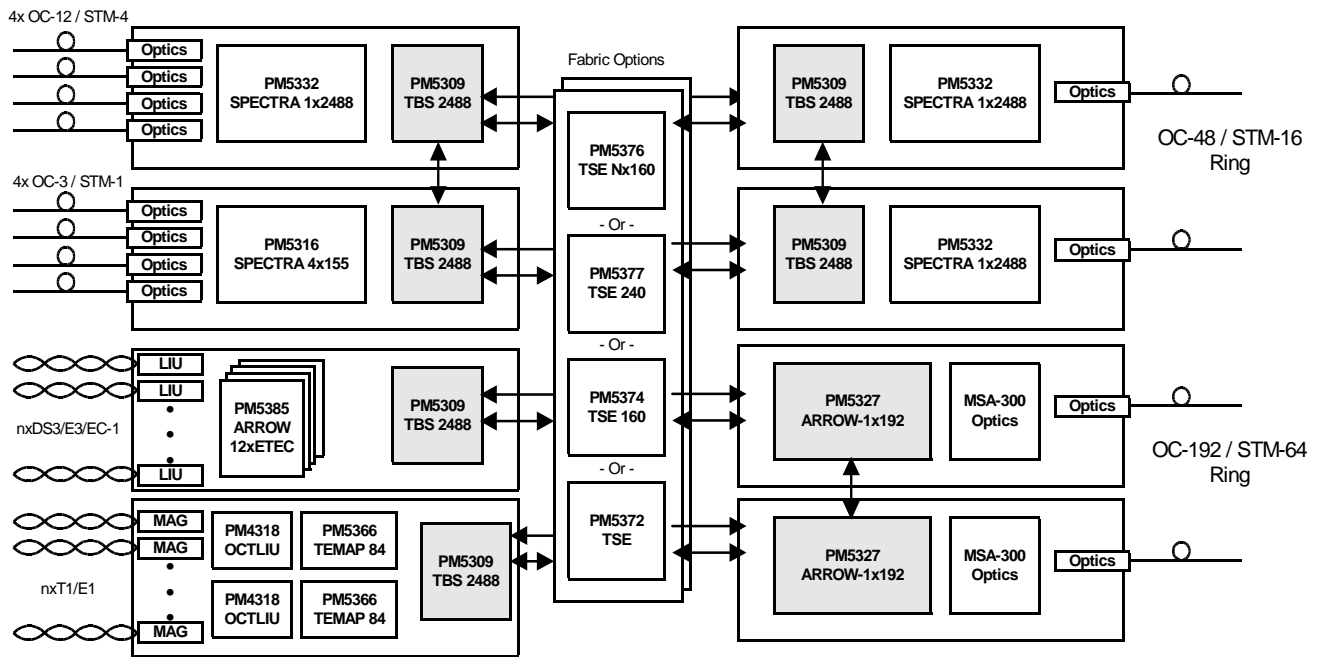 4x OC-12 / STM-4
Optics
Optics
Optics
Optics
PM5332
SPECTRA 1x2488
PM5309
TBS 2488
4x OC-3 / STM-1
Optics
Optics
Optics
Optics
PM5316
SPECTRA 4x155
PM5309
TBS 2488
nxDS3/E3/EC-1
LIU
LIU
LIU
PM5385
ARROW
12xETEC
PM5309
TBS 2488
nxT1/E1
MAG
MAG
MAG
PM4318
OCTLIU
PM5366
TEMAP 84
PM4318
OCTLIU
PM5366
TEMAP 84
PM5309
TBS 2488
Fabric Options
PM5376
TSE Nx160
- Or -
PM5377
TSE 240
- Or -
PM5374
TSE 160
- Or -
PM5372
TSE
PM5309
TBS 2488
PM5332
SPECTRA 1x2488
Optics
OC-48 / STM-16
Ring
PM5309
TBS 2488
PM5332
SPECTRA 1x2488
Optics
PM5327
ARROW-1x192
MSA-300
Optics
Optics
OC-192 / STM-64
Ring
PM5327
ARROW-1x192
MSA-300
Optics
Optics